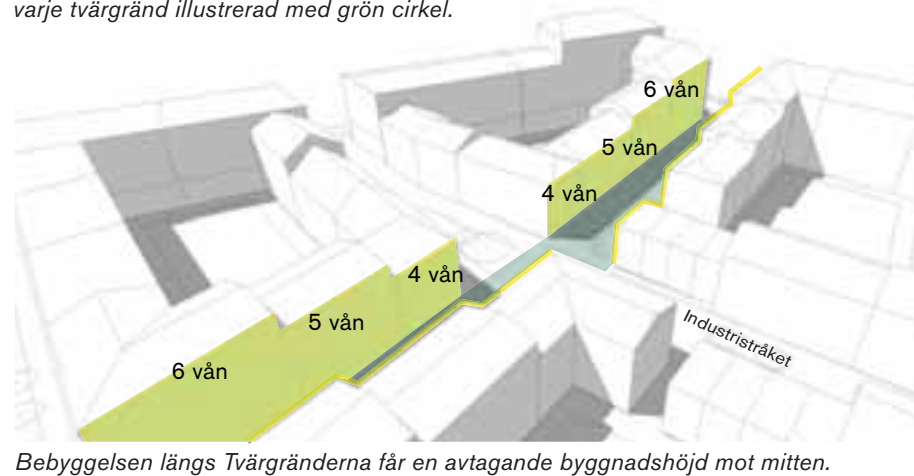 varje tvärgränd illustrerad med grön cirkel.
6 vån
5 vån
4 vån
4 vån
5 vån
6 vån
Industristråket
Bebyggelsen längs Tvärgränderna får en avtagande byggnadshöjd mot mitten.